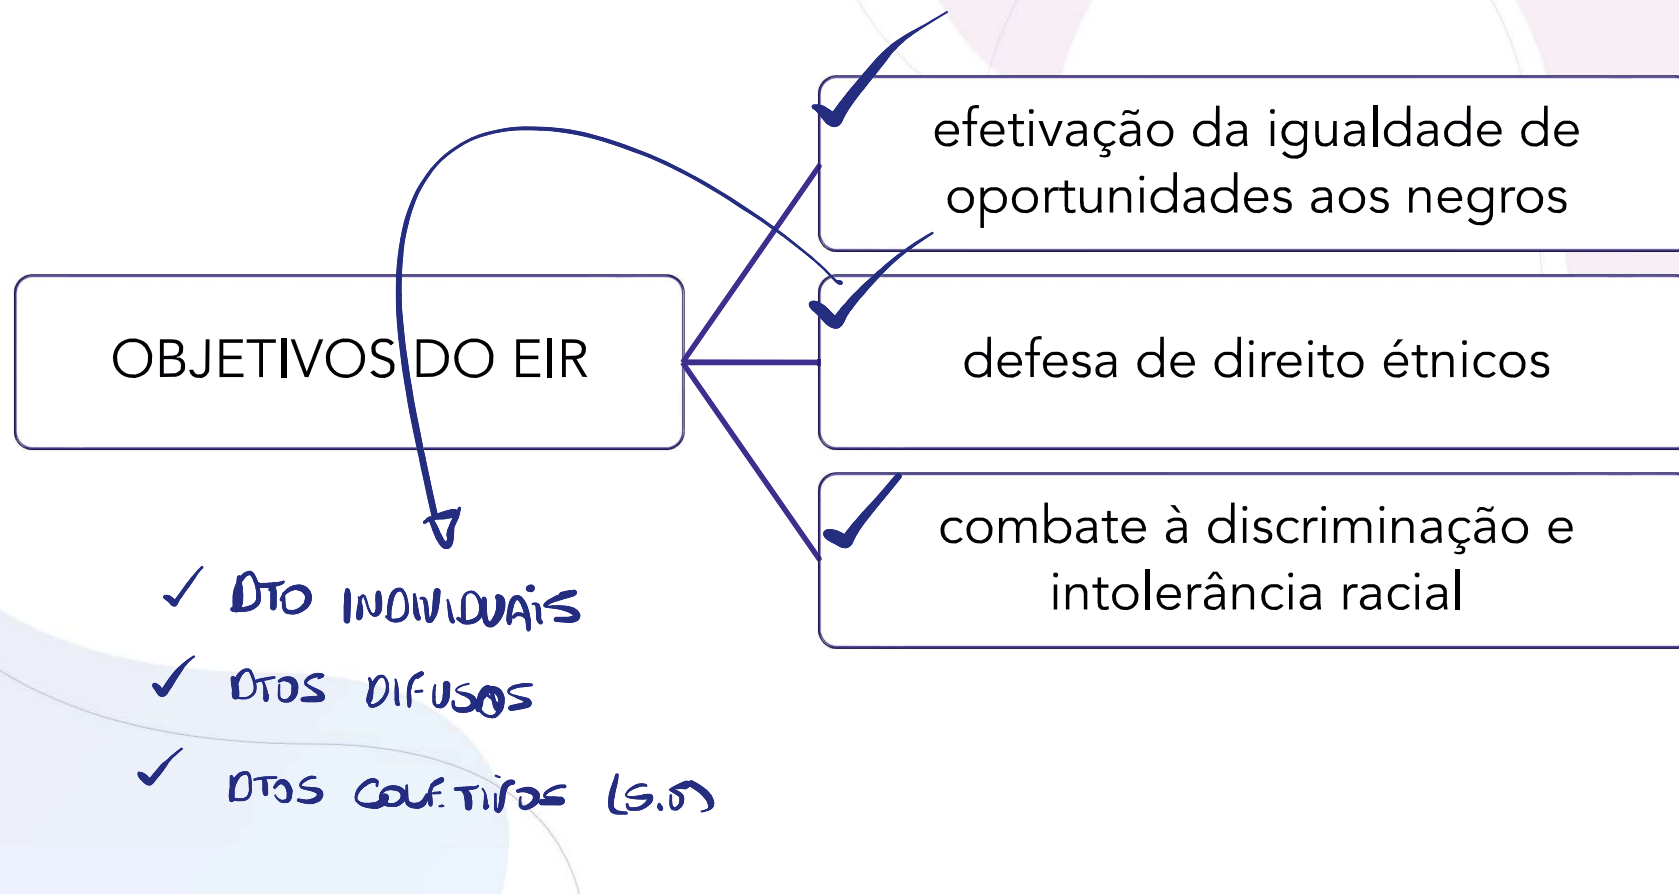 efetivação da igualdade de
oportunidades aos negros
OBJETIVOS DO EIR
defesa de direito étnicos
combate à discriminação e
intolerância racial
DTO INDIVIDUAIS
DTOS DIFUSOS
DTOS COLETIVOS (S.S)